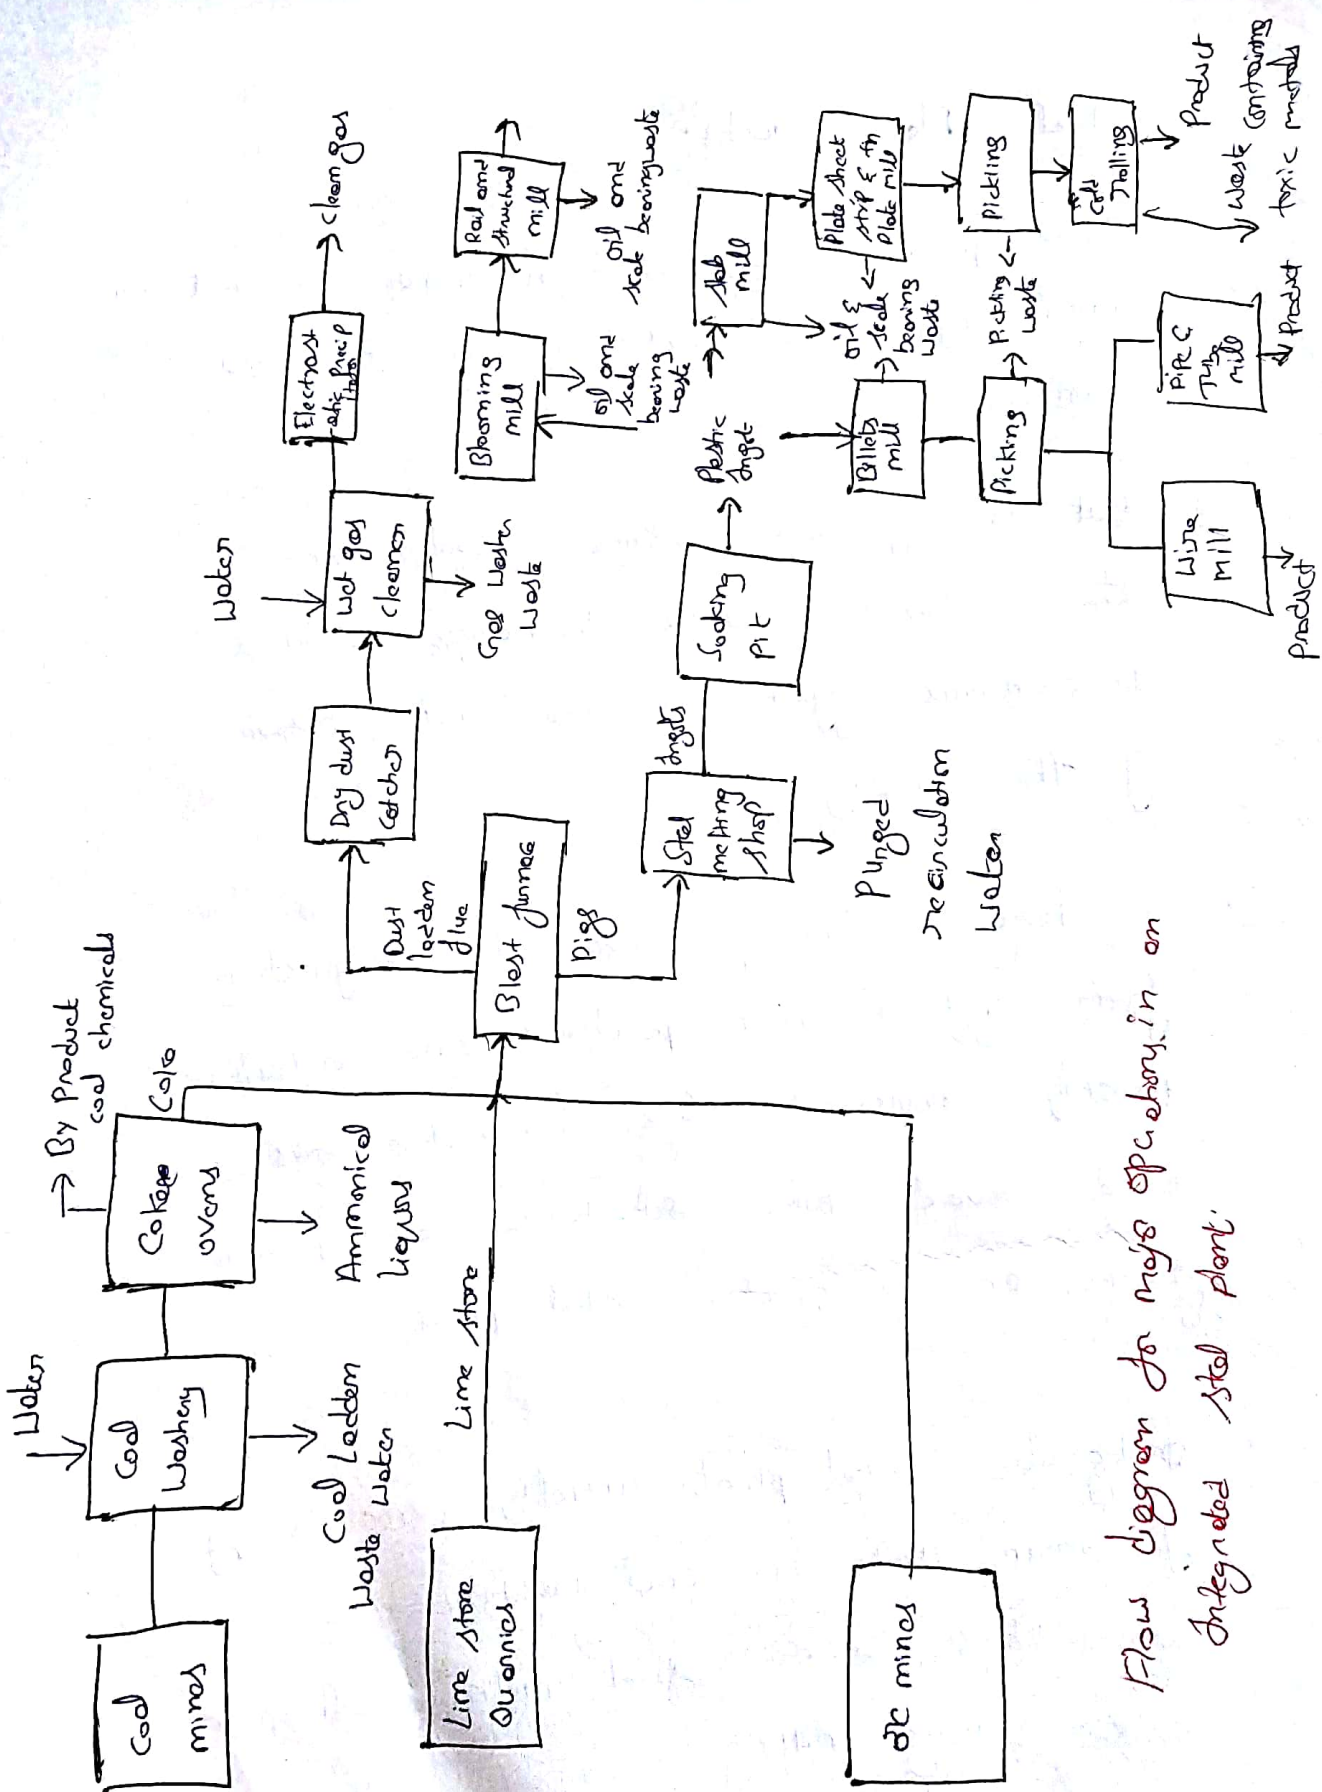 Coal
mines
Water
Coal
Washery
Coal Ladden
Waste Water
By Product
coal chemicals
Coke
Coke
ovens
Ammonical
liquors
Lime stone
Quarries
Lime stone
ore mines
Blast furnace
Dust
ladden
flue
Pigs
Dry dust
Catcher
Water
Wet gas
cleaner
Gas Washer
Waste
Electrost
atic Precip
itator
clean gas
Steel
melting
shop
Ingots
Purged
recirculation
Water
Soaking
Pit
Plastic
Ingot
Blooming
mill
oil and
scale
bearing
waste
Rail and
structural
mill
oil and
scale bearing waste
Slab
mill
oil &
scale
bearing
waste
Plate sheet
strip & tin
Plate mill
Pickling
Pickling
waste
Cold
rolling
Product
Waste containing
toxic metals
Billets
mill
Pickling
Wire
mill
Product
Pipe &
Tube
mill
Product
Flow diagram for major operations in an
Integrated steel plant.